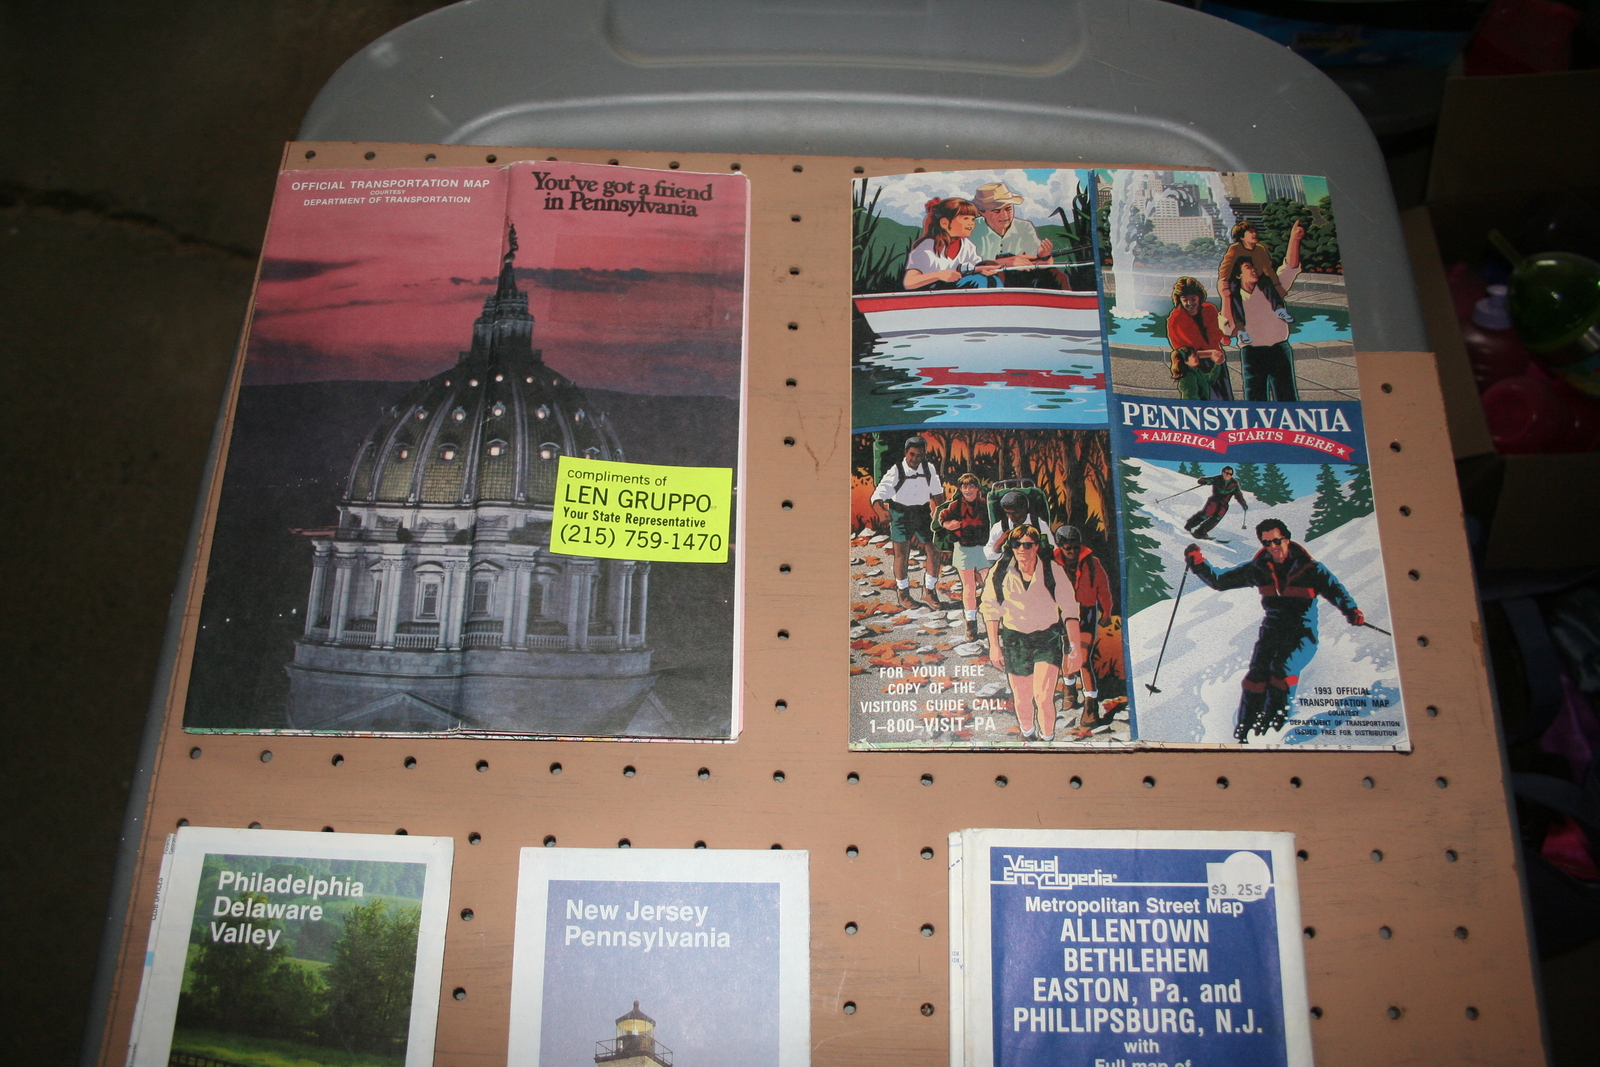 OFFICIAL TRANSPORTATION MAP
COURTESY
DEPARTMENT OF TRANSPORTATION
You've got a friend
in Pennsylvania
compliments of
LEN GRUPPO
Your State Representative
(215) 759-1470
PENNSYLVANIA
AMERICA STARTS HERE
FOR YOUR FREE
COPY OF THE
VISITORS GUIDE CALL:
1-800-VISIT-PA
1993 OFFICIAL
TRANSPORTATION MAP
COURTESY
DEPARTMENT OF TRANSPORTATION
ISSUED FREE FOR DISTRIBUTION
Philadelphia
Delaware
Valley
New Jersey
Pennsylvania
Visual
Encyclopedia
$3.25
Metropolitan Street Map
ALLENTOWN
BETHLEHEM
EASTON, Pa. and
PHILLIPSBURG, N.J.
with
Full map of